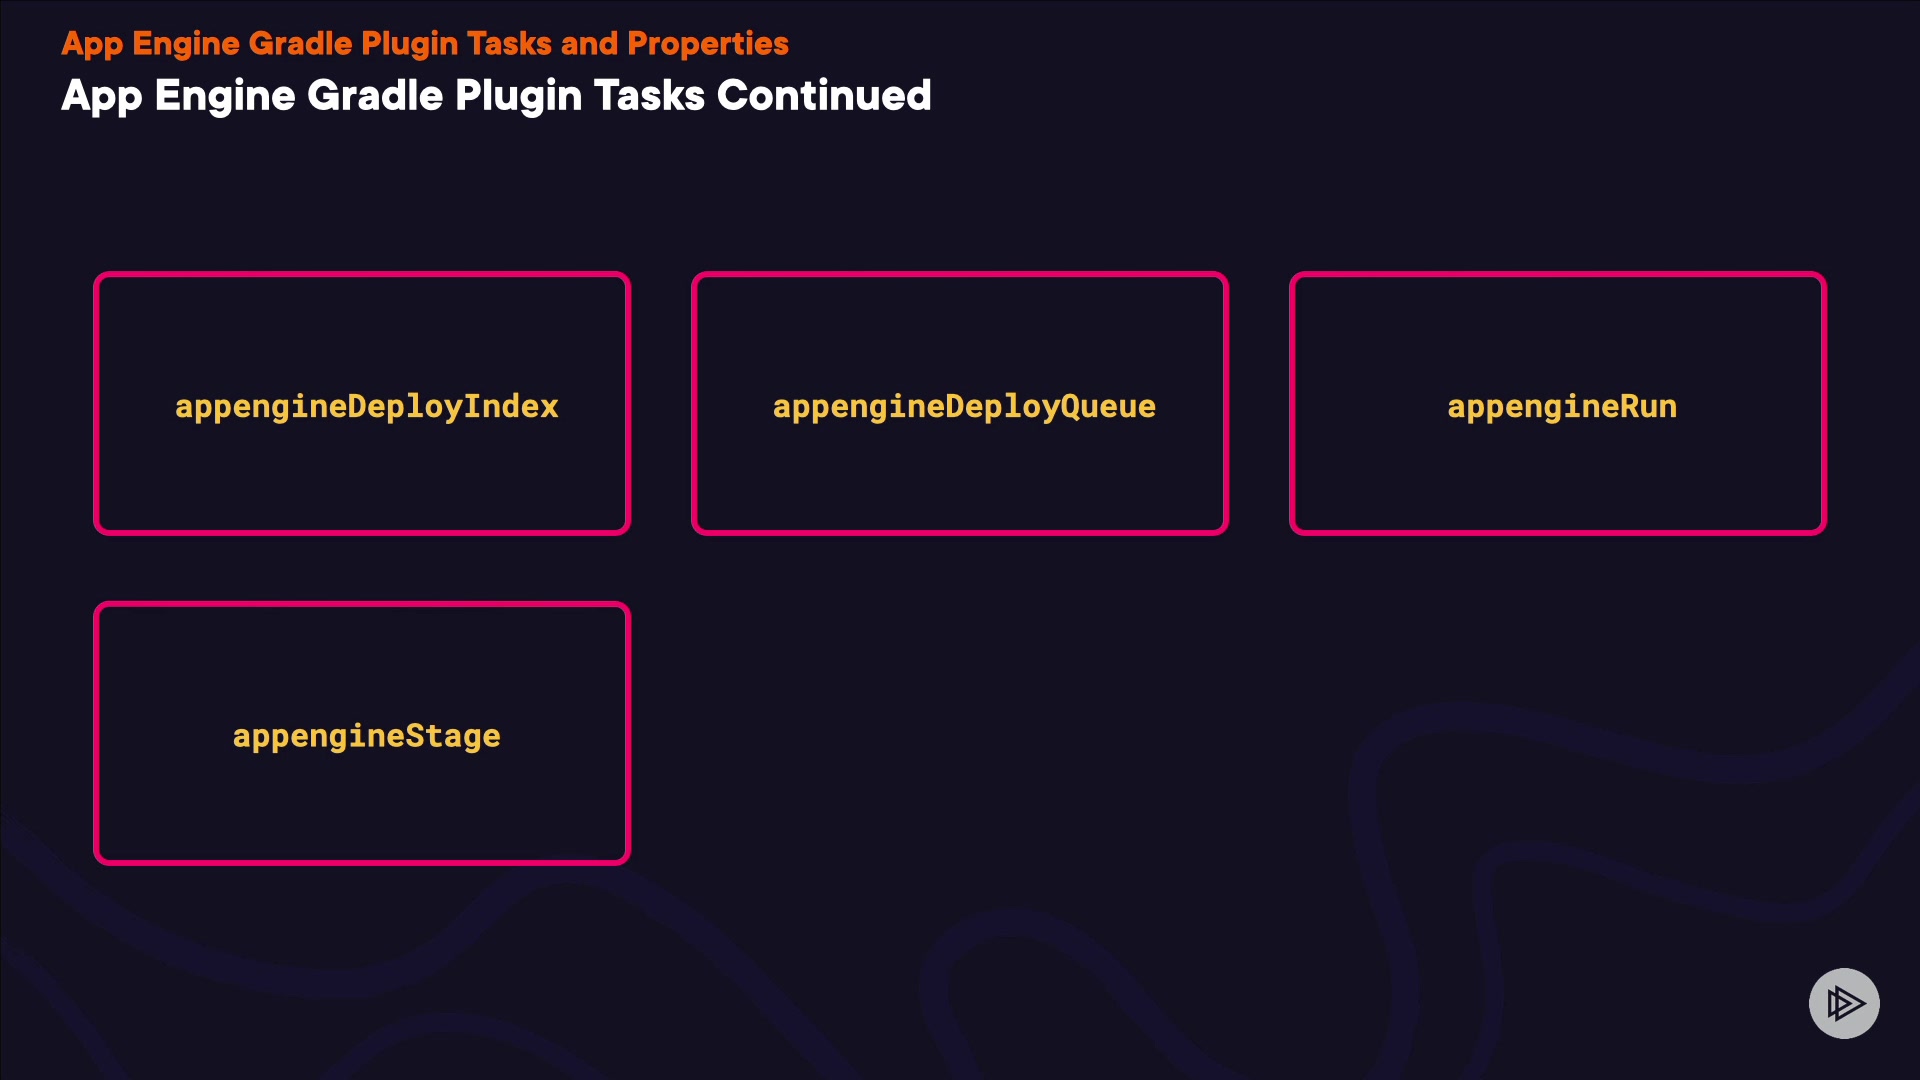 App Engine Gradle Plugin Tasks and Properties
App Engine Gradle Plugin Tasks Continued
appengineDeployIndex
appengineDeployQueue
appengineRun
appengineStage